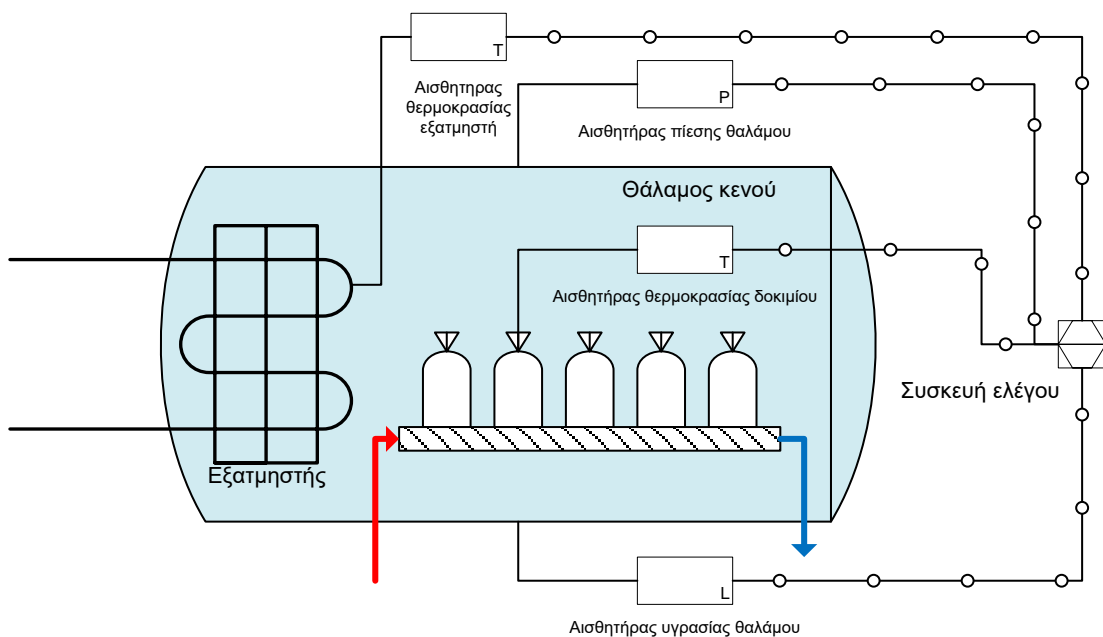 T
Αισθητηρας
θερμοκρασίας
εξατμηστή
P
Αισθητήρας πίεσης θαλάμου
Θάλαμος κενού
T
Αισθητήρας θερμοκρασίας δοκιμίου
Συσκευή ελέγου
Εξατμηστής
L
Αισθητήρας υγρασίας θαλάμου